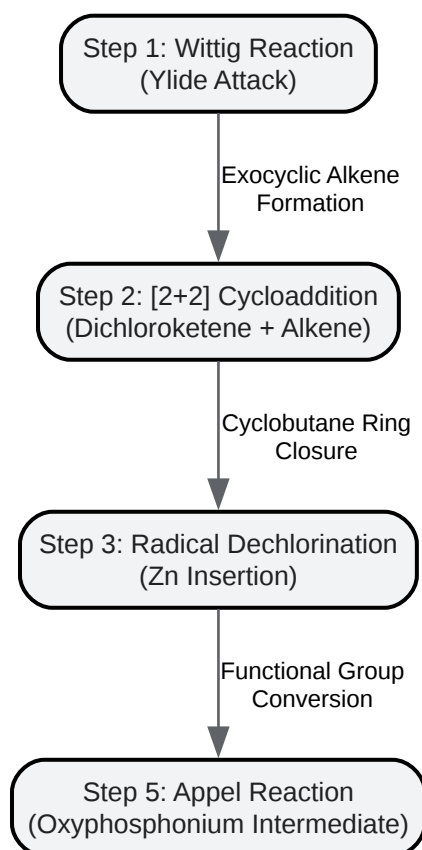 Step 1: Wittig Reaction
(Ylide Attack)
Exocyclic Alkene
Formation
Step 2: [2+2] Cycloaddition
(Dichloroketene + Alkene)
Cyclobutane Ring
Closure
Step 3: Radical Dechlorination
(Zn Insertion)
Functional Group
Conversion
Step 5: Appel Reaction
(Oxyphosphonium Intermediate)